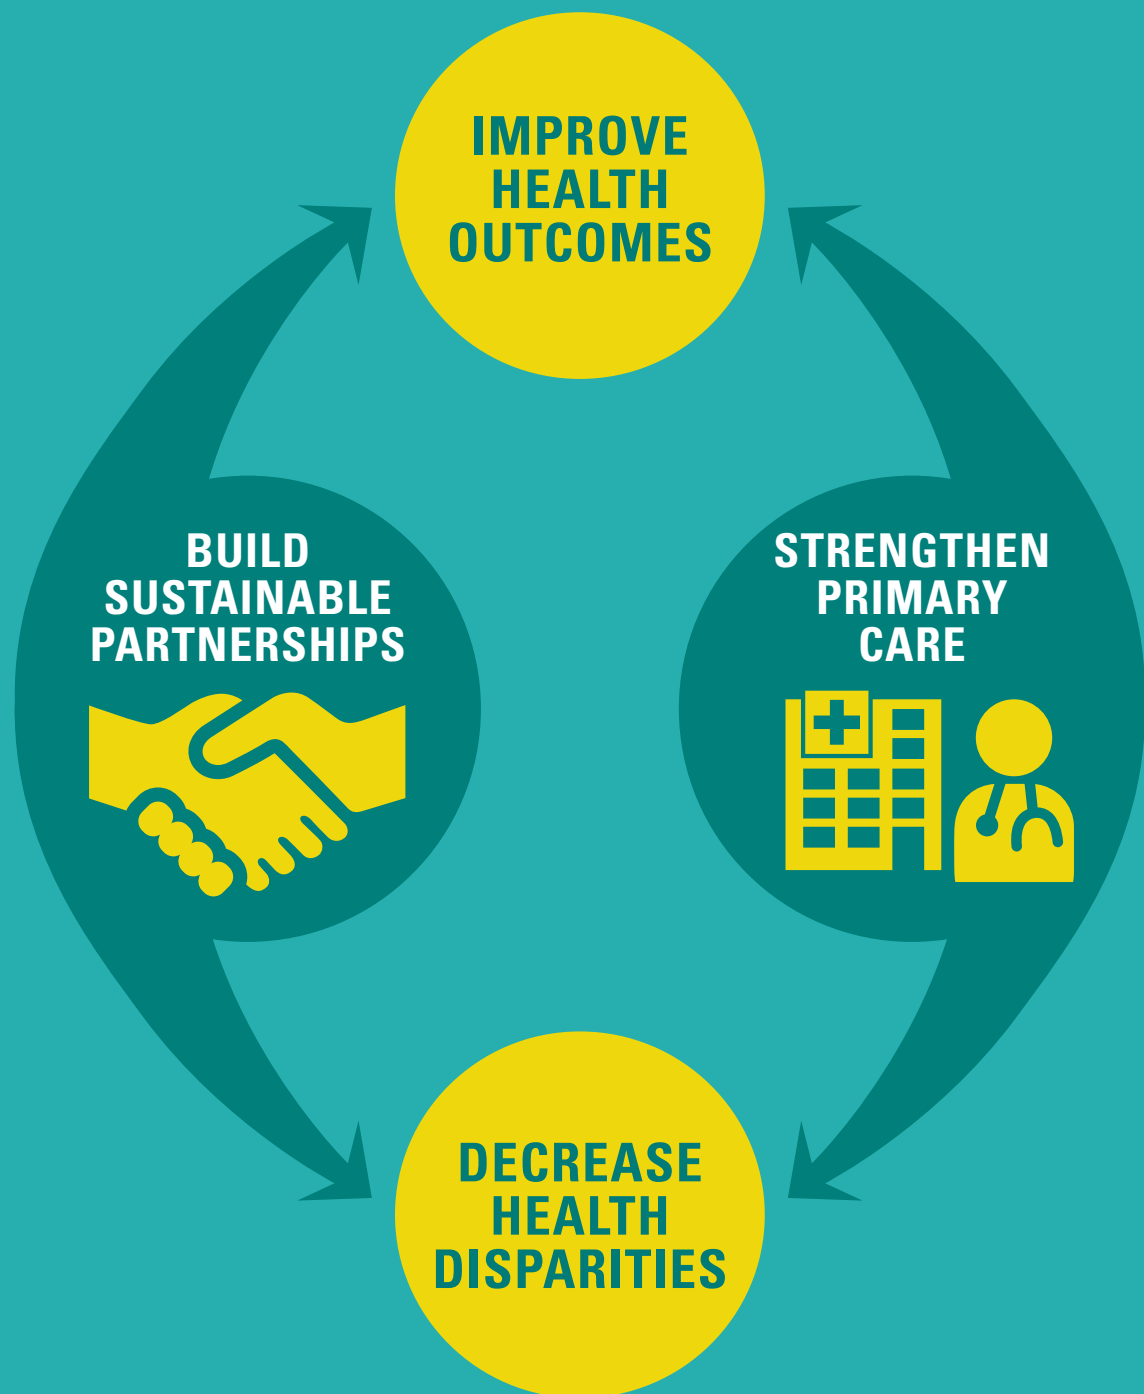 IMPROVE
HEALTH
OUTCOMES
BUILD
SUSTAINABLE
PARTNERSHIPS
STRENGTHEN
PRIMARY
CARE
DECREASE
HEALTH
DISPARITIES